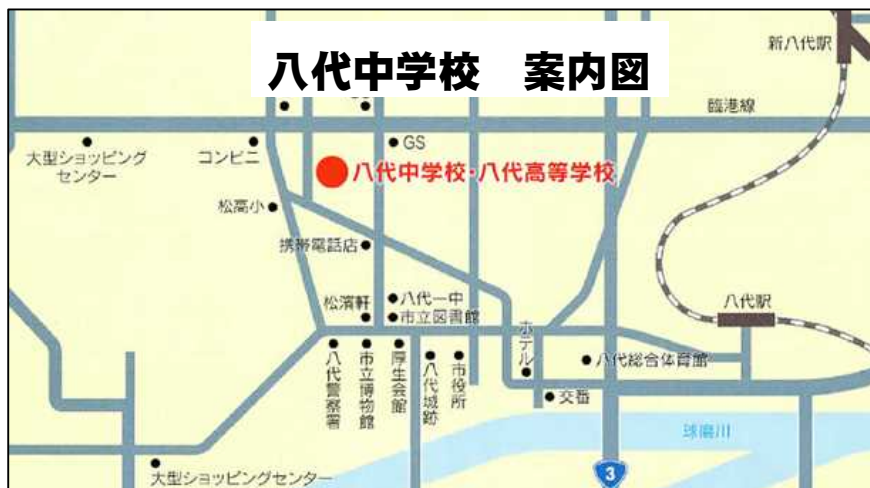 八代中学校 案内図
新八代駅
臨港線
大型ショッピング
センター
コンビニ
GS
八代中学校・八代高等学校
松高小
携帯電話店
松濱軒
八代一中
市立図書館
八代駅
ホテル
八代総合体育館
八代警察署
市立博物館
厚生会館
八代城跡
市役所
交番
球磨川
大型ショッピングセンター
3